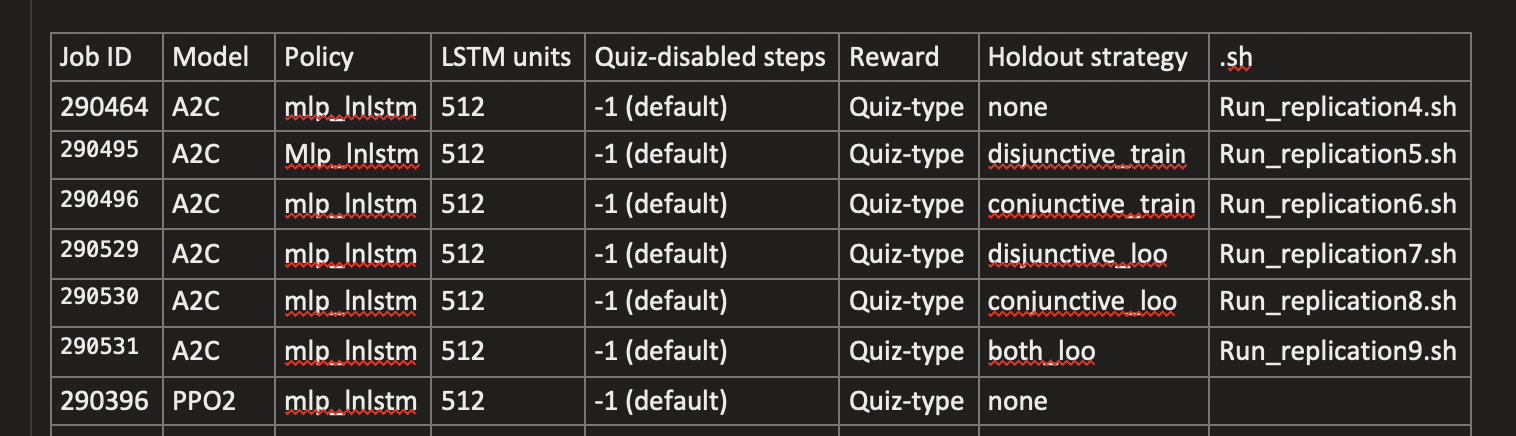 Job ID Model Policy LSTM units Quiz-disabled steps Reward Holdout strategy .sh
290464 A2C mlp_lnlstm 512 -1 (default) Quiz-type none Run_replication4.sh
290495 A2C Mlp_lnlstm 512 -1 (default) Quiz-type disjunctive_train Run_replication5.sh
290496 A2C mlp_lnlstm 512 -1 (default) Quiz-type conjunctive_train Run_replication6.sh
290529 A2C mlp_lnlstm 512 -1 (default) Quiz-type disjunctive_loo Run_replication7.sh
290530 A2C mlp_lnlstm 512 -1 (default) Quiz-type conjunctive_loo Run_replication8.sh
290531 A2C mlp_lnlstm 512 -1 (default) Quiz-type both_loo Run_replication9.sh
290396 PPO2 mlp_lnlstm 512 -1 (default) Quiz-type none